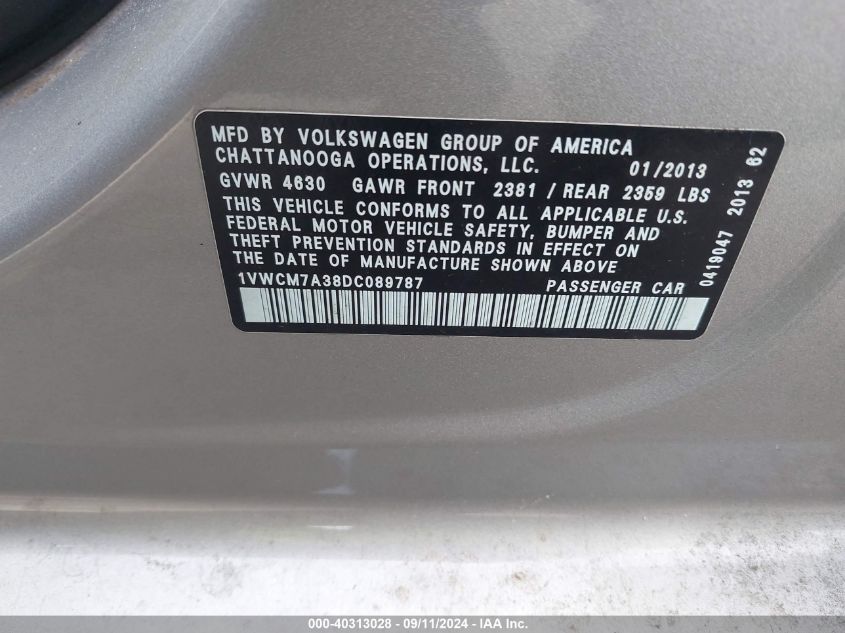 MFD BY VOLKSWAGEN GROUP OF AMERICA
CHATTANOOGA OPERATIONS, LLC. 01/2013
GVWR 4630 GAWR FRONT 2381 / REAR 2359 LBS
THIS VEHICLE CONFORMS TO ALL APPLICABLE U.S.
FEDERAL MOTOR VEHICLE SAFETY, BUMPER AND
THEFT PREVENTION STANDARDS IN EFFECT ON
THE DATE OF MANUFACTURE SHOWN ABOVE
1VWCM7A38DC089787 PASSENGER CAR
0419047 2013 62
000-40313028 - 09/11/2024 - IAA Inc.